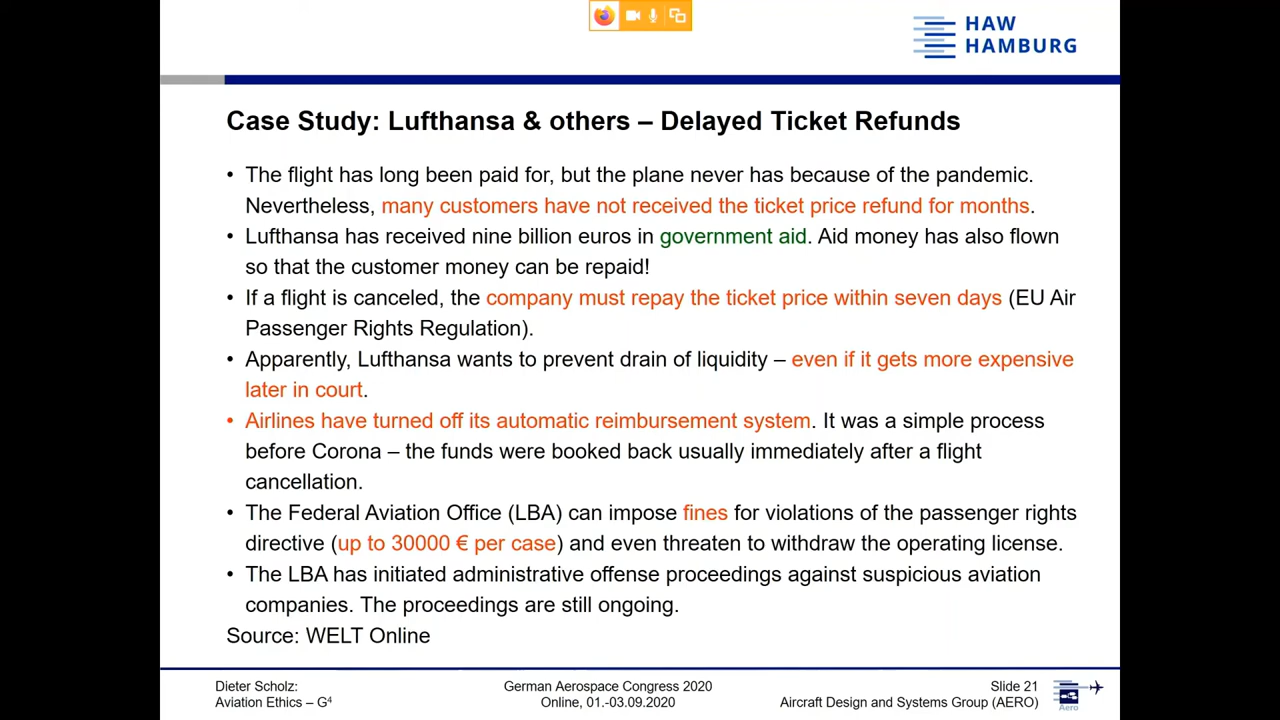 HAW
HAMBURG
Case Study: Lufthansa & others – Delayed Ticket Refunds
• The flight has long been paid for, but the plane never has because of the pandemic.
Nevertheless, many customers have not received the ticket price refund for months.
• Lufthansa has received nine billion euros in government aid. Aid money has also flown
so that the customer money can be repaid!
• If a flight is canceled, the company must repay the ticket price within seven days (EU Air
Passenger Rights Regulation).
• Apparently, Lufthansa wants to prevent drain of liquidity – even if it gets more expensive
later in court.
• Airlines have turned off its automatic reimbursement system. It was a simple process
before Corona – the funds were booked back usually immediately after a flight
cancellation.
• The Federal Aviation Office (LBA) can impose fines for violations of the passenger rights
directive (up to 30000 € per case) and even threaten to withdraw the operating license.
• The LBA has initiated administrative offense proceedings against suspicious aviation
companies. The proceedings are still ongoing.
Source: WELT Online
Dieter Scholz:
Aviation Ethics – G⁴
German Aerospace Congress 2020
Online, 01.-03.09.2020
Slide 21
Aircraft Design and Systems Group (AERO)
Aero